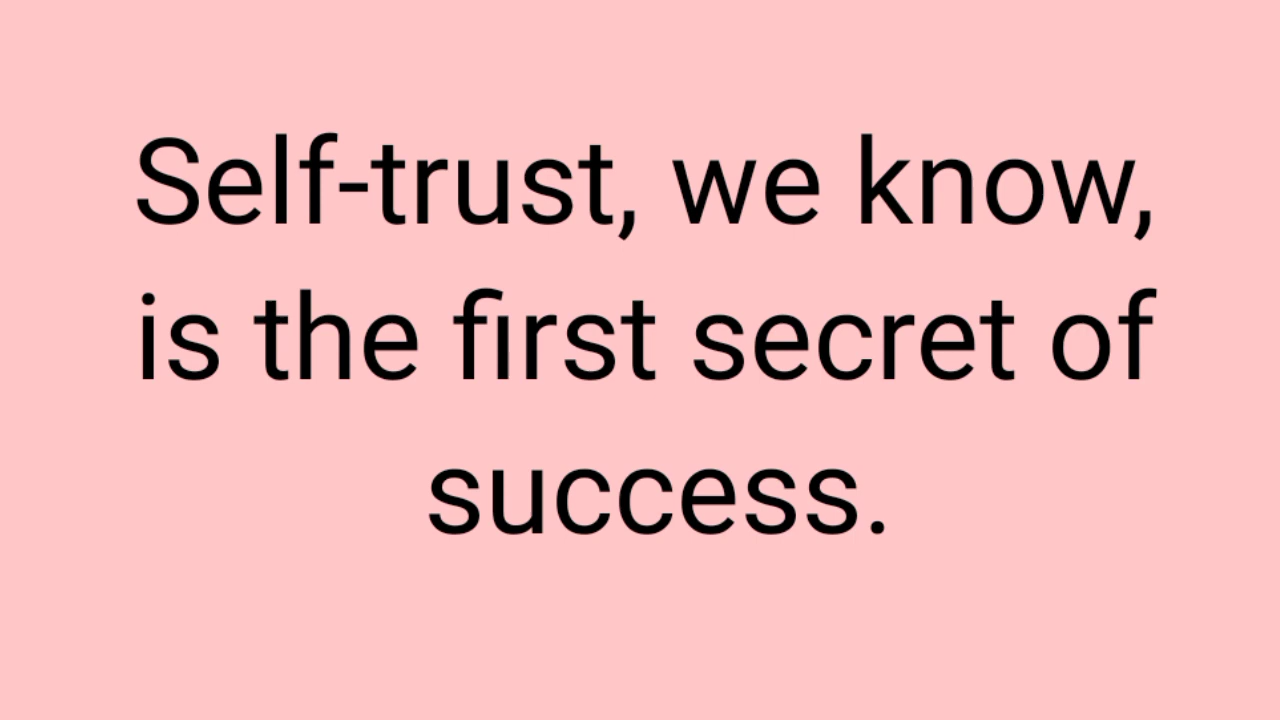 Self-trust, we know,
is the first secret of
success.